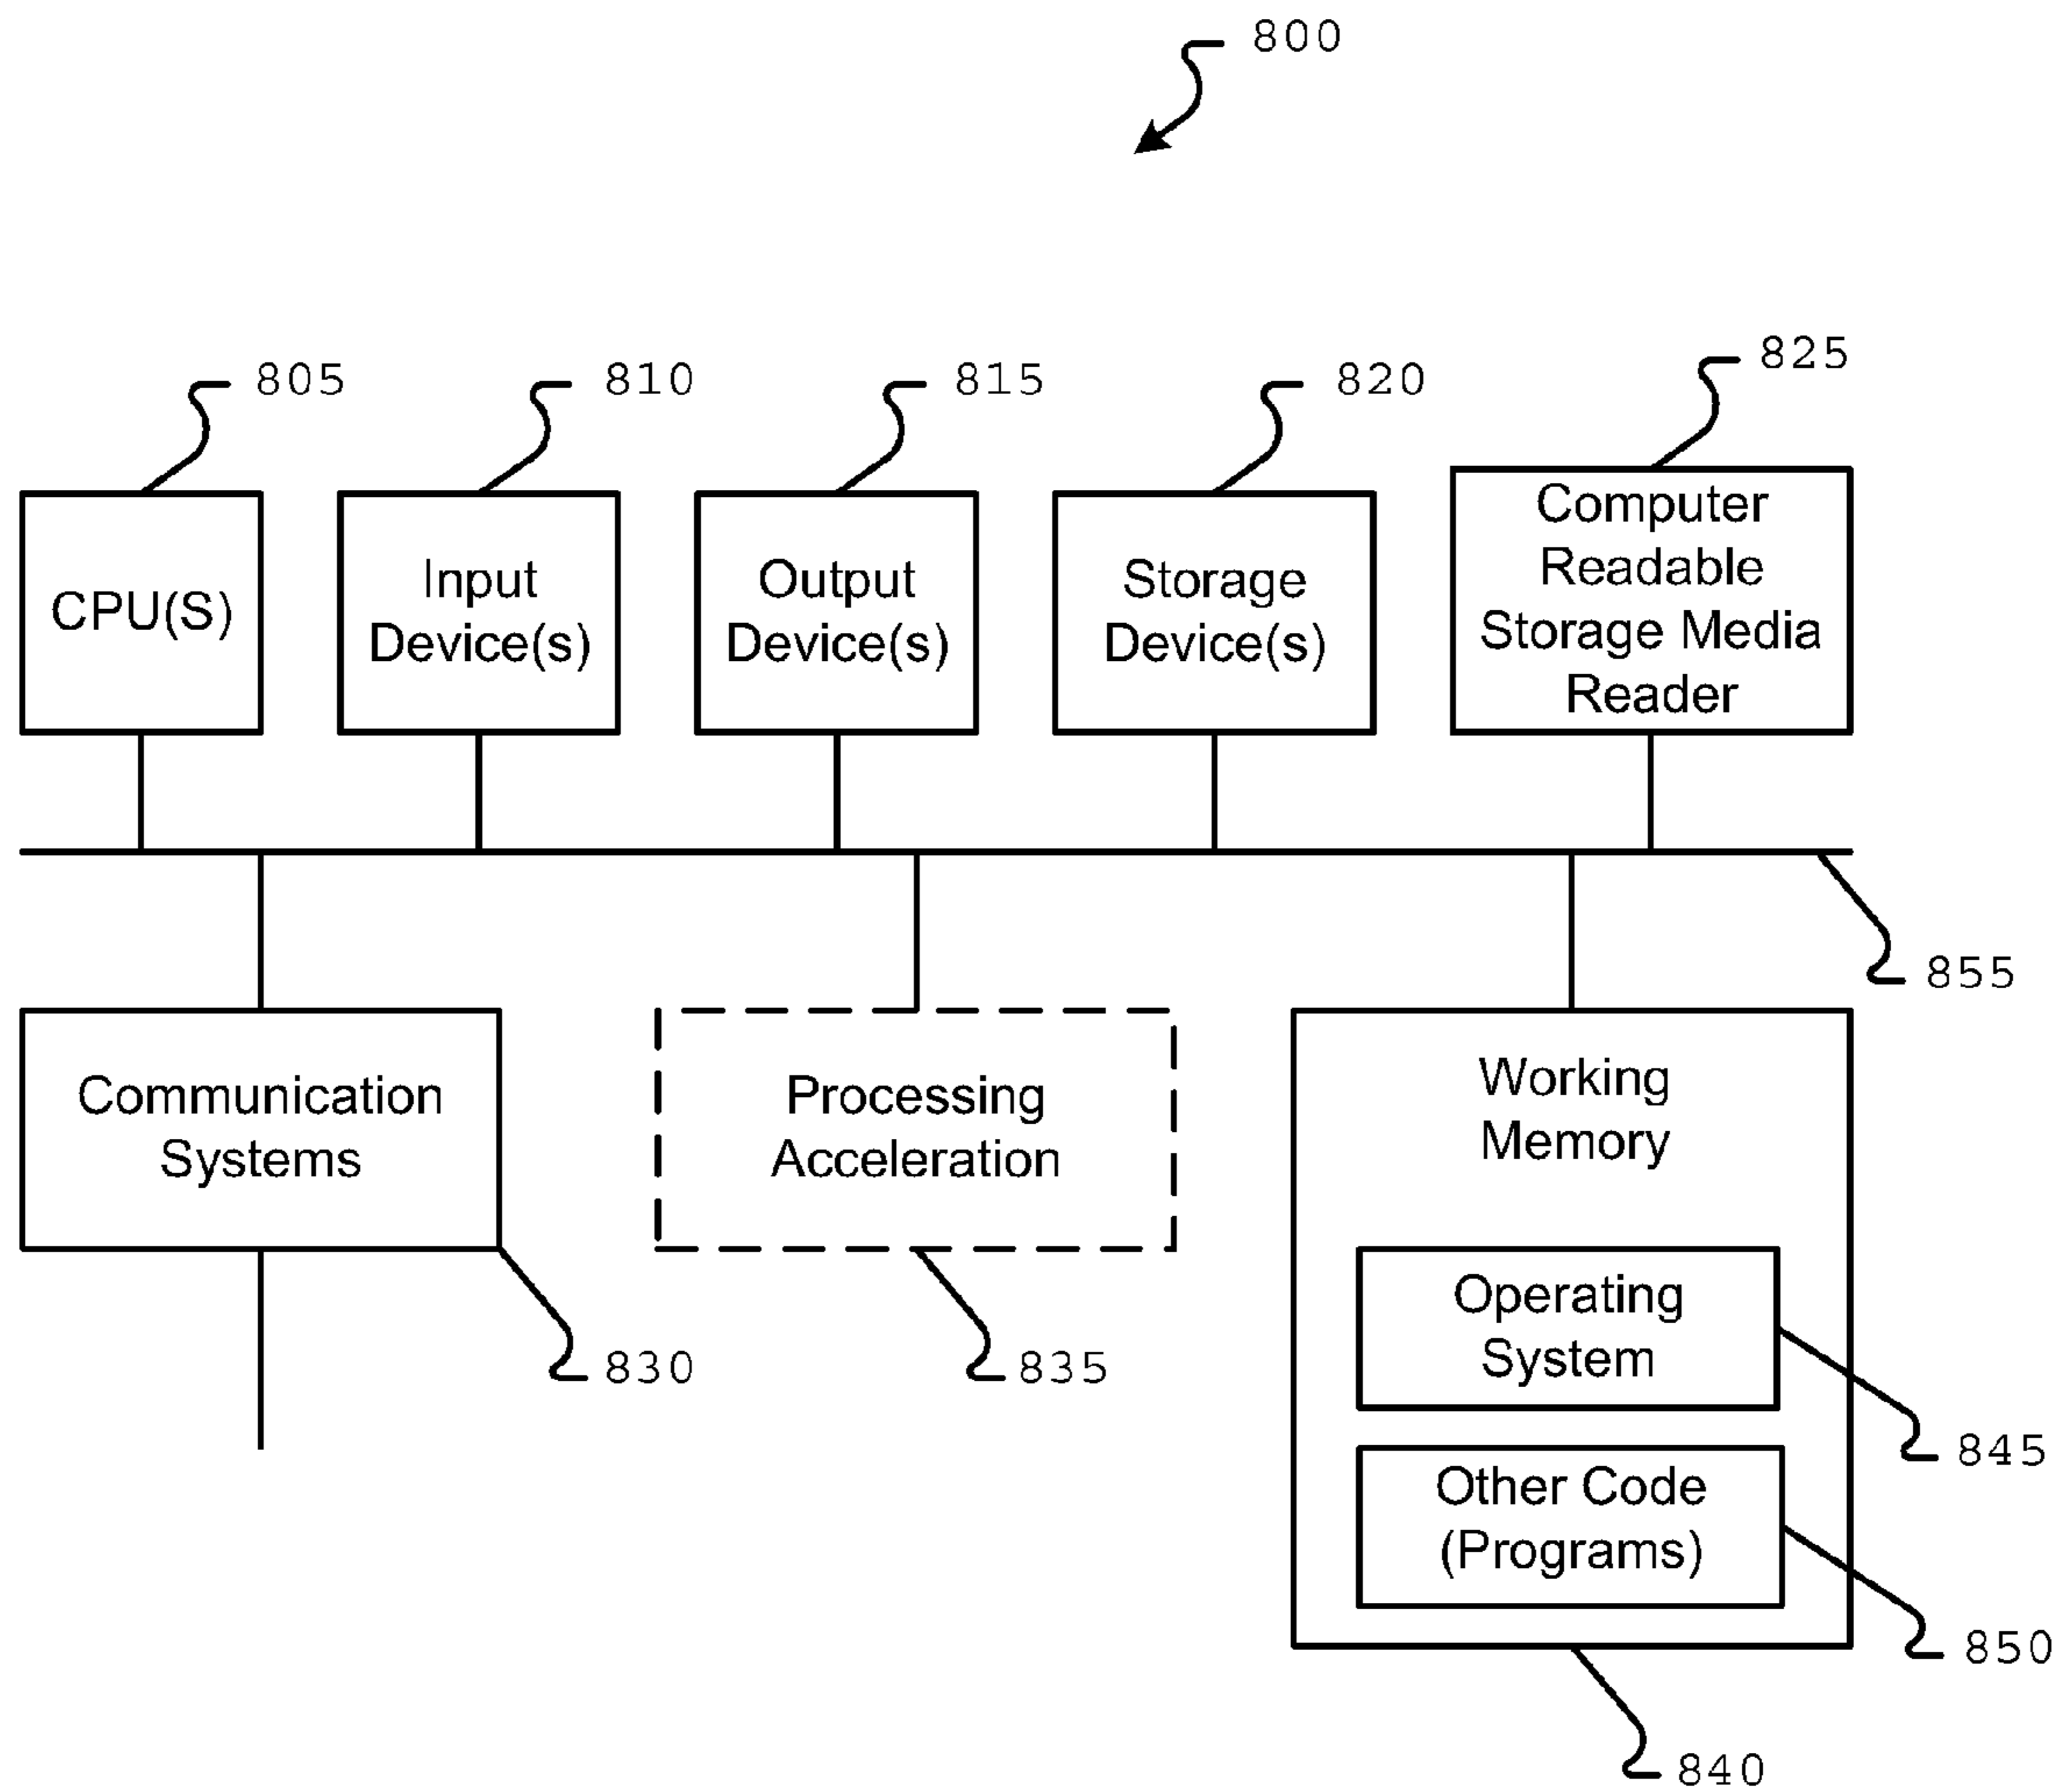 800
805
810
815
820
825
CPU(S)
Input
Device(s)
Output
Device(s)
Storage
Device(s)
Computer
Readable
Storage Media
Reader
855
Communication
Systems
830
Processing
Acceleration
835
Working
Memory
Operating
System
845
Other Code
(Programs)
850
840